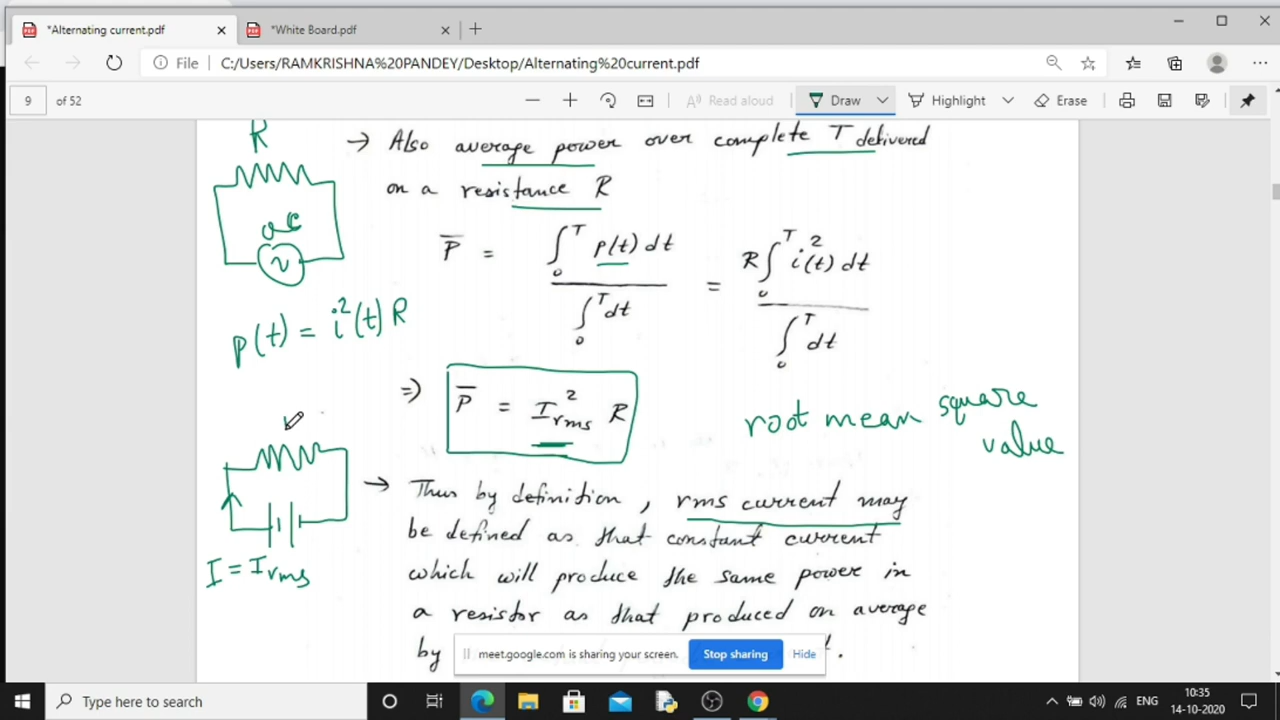 *Alternating current.pdf
*White Board.pdf
File
C:/Users/RAMKRISHNA%20PANDEY/Desktop/Alternating%20current.pdf
9 of 52
Read aloud
Draw
Highlight
Erase
R
→ Also average power over complete T delivered
on a resistance R
ac
P̅ = ∫₀ᵀ p(t) dt / ∫₀ᵀ dt = R ∫₀ᵀ i²(t) dt / ∫₀ᵀ dt
p(t) = i²(t) R
⇒ P̅ = I²rms R
root mean square
value
→ Thus by definition, rms current may
be defined as that constant current
which will produce the same power in
I = Irms
a resistor as that produced on average
by
meet.google.com is sharing your screen.
Stop sharing
Hide
Type here to search
ENG
10:35
14-10-2020